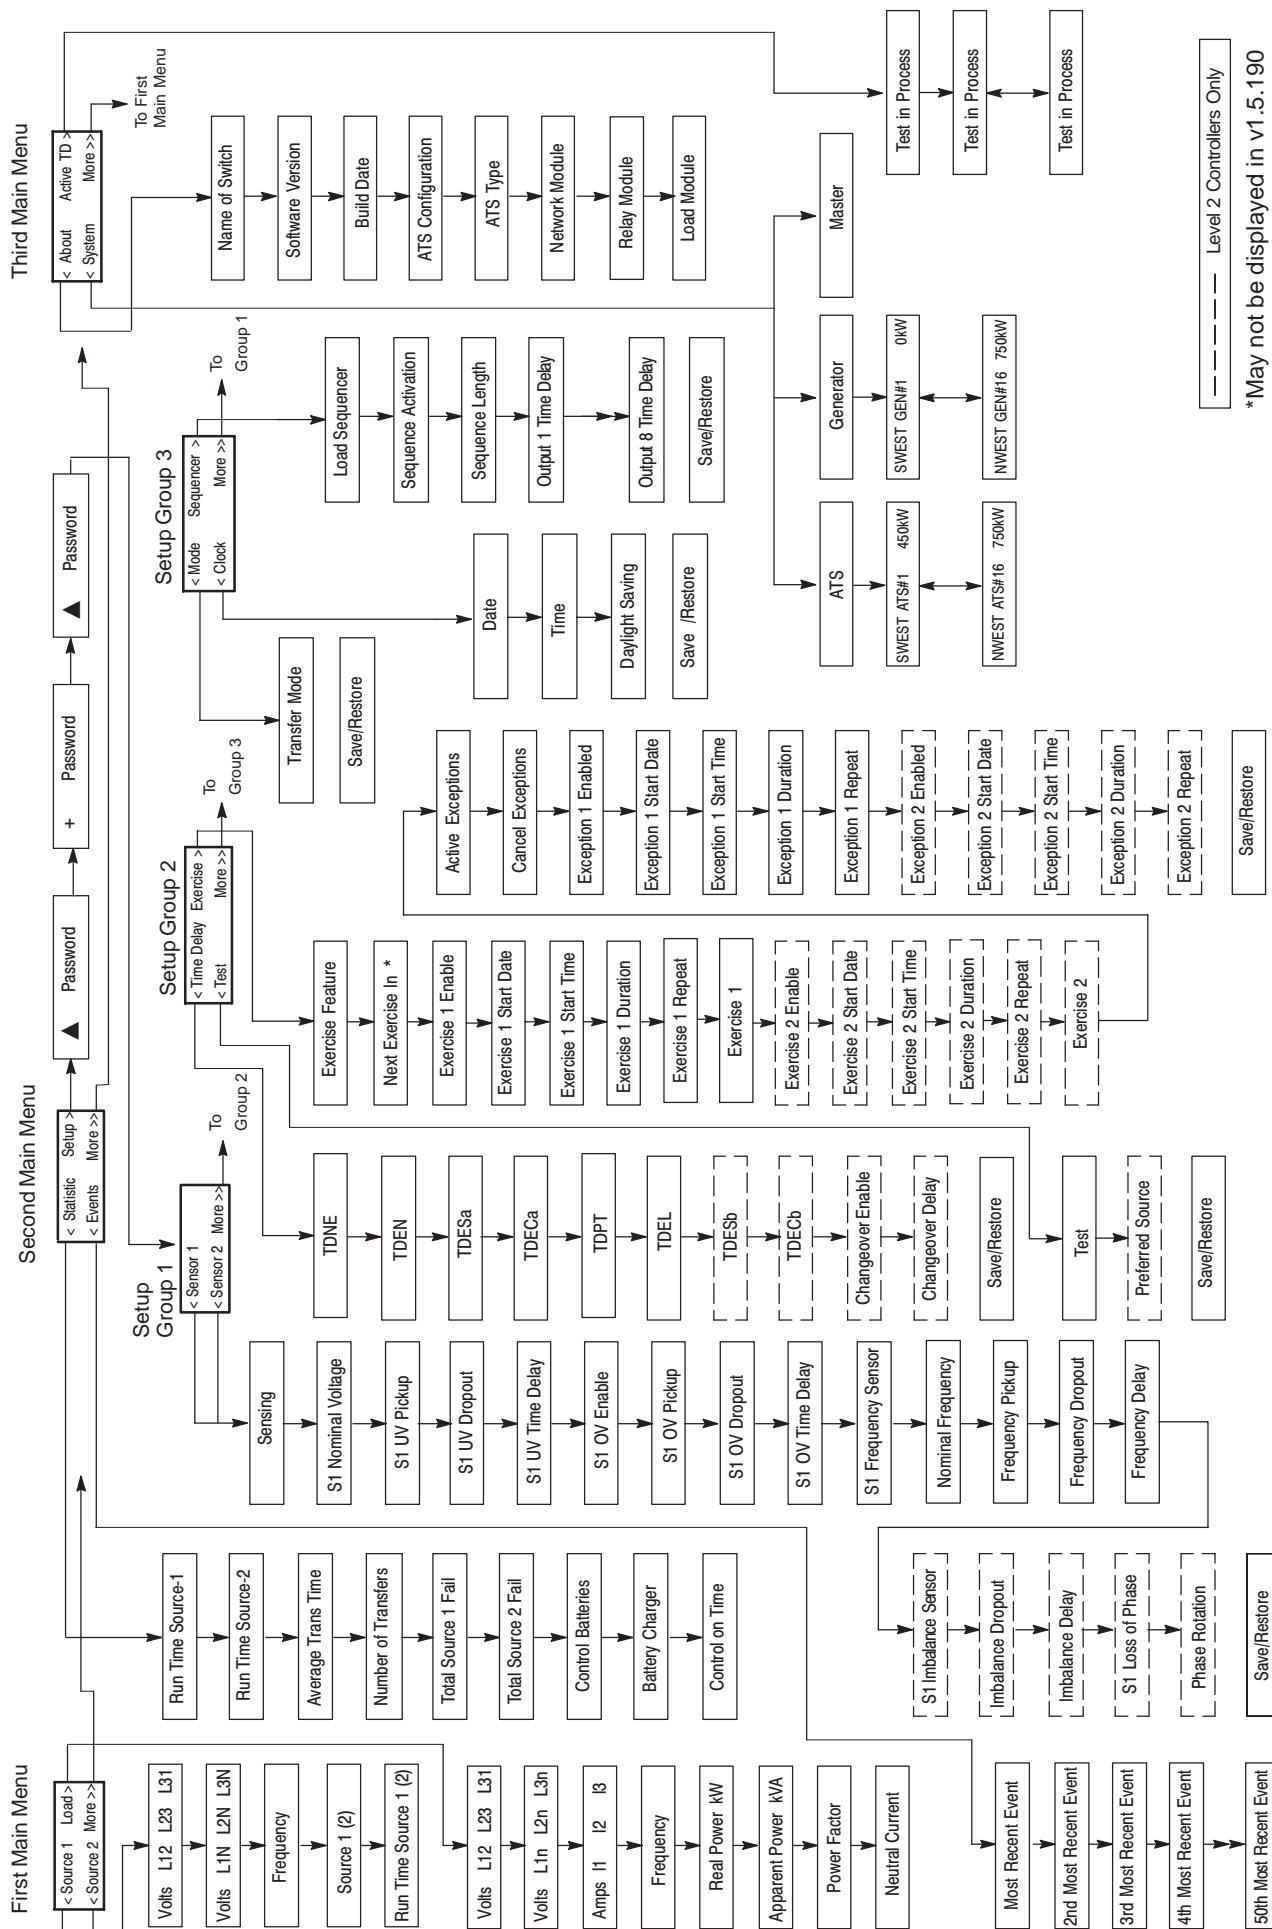 First Main Menu
< Source 1 Load >
< Source 2 More >>
Volts L12 L23 L31
Volts L1N L2N L3N
Frequency
Source 1 (2)
Run Time Source 1 (2)
Volts L12 L23 L31
Volts L1n L2n L3n
Amps I1 I2 I3
Frequency
Real Power kW
Apparent Power kVA
Power Factor
Neutral Current
Second Main Menu
< Statistic Setup >
< Events More >>
Run Time Source-1
Run Time Source-2
Average Trans Time
Number of Transfers
Total Source 1 Fail
Total Source 2 Fail
Control Batteries
Battery Charger
Control on Time
Most Recent Event
2nd Most Recent Event
3rd Most Recent Event
4th Most Recent Event
50th Most Recent Event
▲ Password
+ Password
▲ Password
Setup
Group 1
< Sensor 1
< Sensor 2 More >>
To
Group 2
Sensing
S1 Nominal Voltage
S1 UV Pickup
S1 UV Dropout
S1 UV Time Delay
S1 OV Enable
S1 OV Pickup
S1 OV Dropout
S1 OV Time Delay
S1 Frequency Sensor
Nominal Frequency
Frequency Pickup
Frequency Dropout
Frequency Delay
S1 Imbalance Sensor
Imbalance Dropout
Imbalance Delay
S1 Loss of Phase
Phase Rotation
Save/Restore
Setup Group 2
< Time Delay Exercise >
< Test More >>
To
Group 3
TDNE
TDEN
TDESa
TDECa
TDPT
TDEL
TDESb
TDECb
Changeover Enable
Changeover Delay
Save/Restore
Test
Preferred Source
Save/Restore
Exercise Feature
Next Exercise In *
Exercise 1 Enable
Exercise 1 Start Date
Exercise 1 Start Time
Exercise 1 Duration
Exercise 1 Repeat
Exercise 1
Exercise 2 Enable
Exercise 2 Start Date
Exercise 2 Start Time
Exercise 2 Duration
Exercise 2 Repeat
Exercise 2
Active Exceptions
Cancel Exceptions
Exception 1 Enabled
Exception 1 Start Date
Exception 1 Start Time
Exception 1 Duration
Exception 1 Repeat
Exception 2 Enabled
Exception 2 Start Date
Exception 2 Start Time
Exception 2 Duration
Exception 2 Repeat
Save/Restore
Setup Group 3
< Mode Sequencer >
< Clock More >>
To
Group 1
Transfer Mode
Save/Restore
Date
Time
Daylight Saving
Save /Restore
Load Sequencer
Sequence Activation
Sequence Length
Output 1 Time Delay
Output 8 Time Delay
Save/Restore
Third Main Menu
< About Active TD >
< System More >>
To First
Main Menu
Name of Switch
Software Version
Build Date
ATS Configuration
ATS Type
Network Module
Relay Module
Load Module
ATS
SWEST ATS#1 450kW
NWEST ATS#16 750kW
Generator
SWEST GEN#1 0kW
NWEST GEN#16 750kW
Master
Test in Process
Test in Process
Test in Process
Level 2 Controllers Only
*May not be displayed in v1.5.190